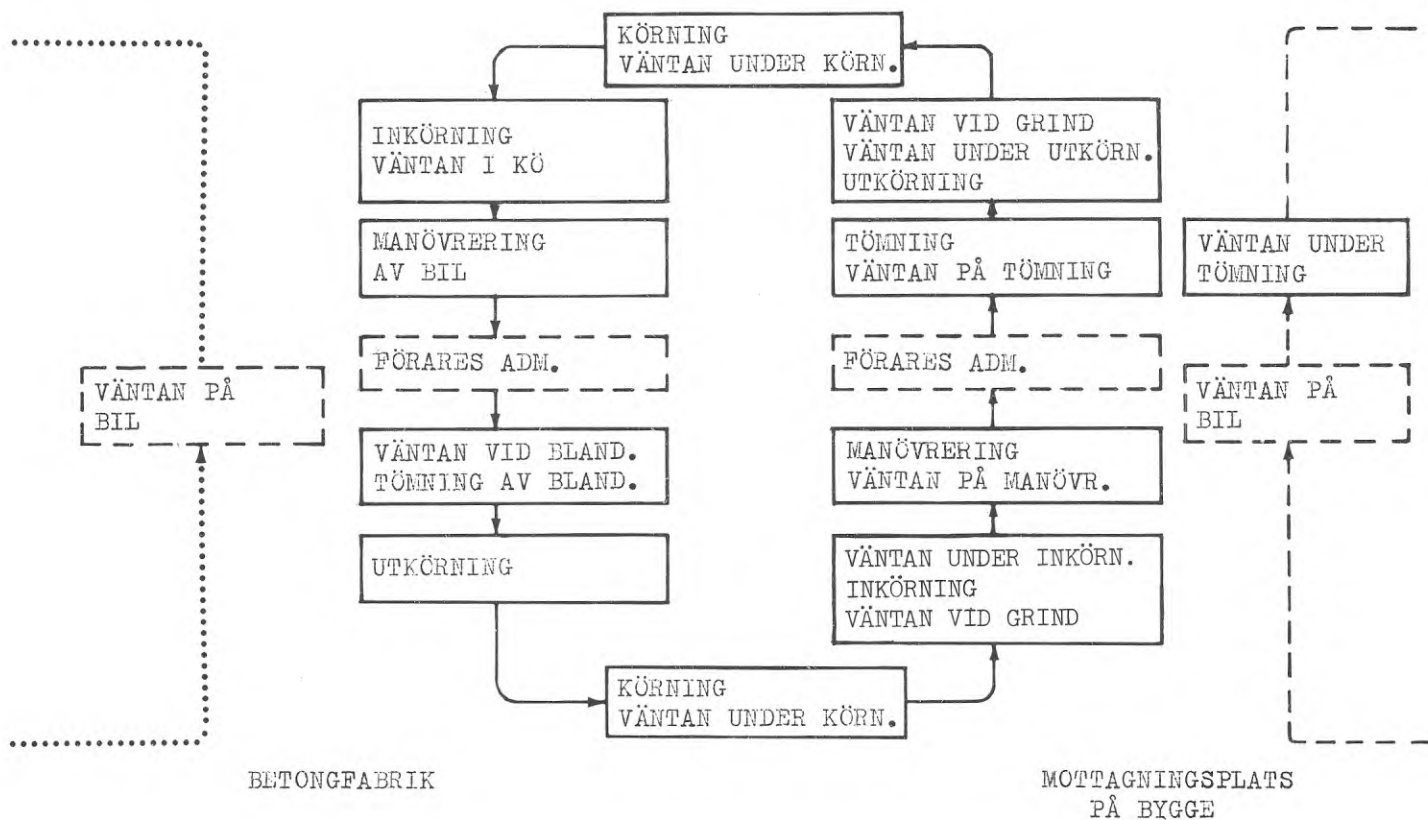 KÖRNING
VÄNTAN UNDER KÖRN.
INKÖRNING
VÄNTAN I KÖ
MANÖVRERING
AV BIL
FÖRARES ADM.
VÄNTAN PÅ
BIL
VÄNTAN VID BLAND.
TÖMNING AV BLAND.
UTKÖRNING
KÖRNING
VÄNTAN UNDER KÖRN.
VÄNTAN VID GRIND
VÄNTAN UNDER UTKÖRN.
UTKÖRNING
TÖMNING
VÄNTAN PÅ TÖMNING
FÖRARES ADM.
MANÖVRERING
VÄNTAN PÅ MANÖVR.
VÄNTAN UNDER INKÖRN.
INKÖRNING
VÄNTAN VID GRIND
VÄNTAN UNDER
TÖMNING
VÄNTAN PÅ
BIL
BETONGFABRIK
MOTTAGNINGSPLATS
PÅ BYGGE